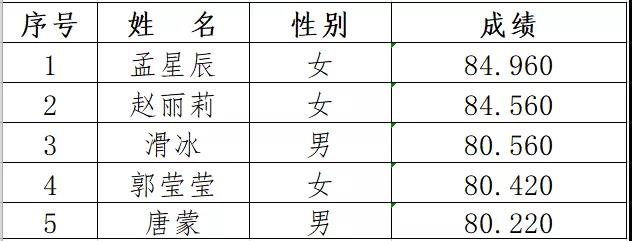 序号 姓 名 性别 成绩
1 孟星辰 女 84.960
2 赵丽莉 女 84.560
3 滑冰 男 80.560
4 郭莹莹 女 80.420
5 唐蒙 男 80.220